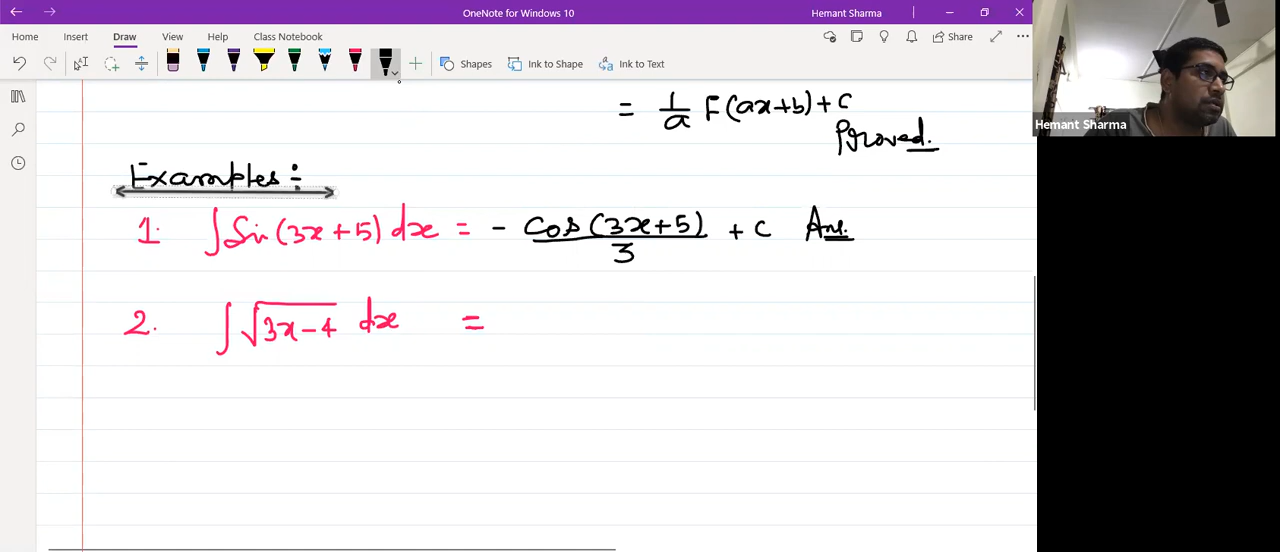 OneNote for Windows 10
Hemant Sharma
Home Insert Draw View Help Class Notebook Share
Shapes Ink to Shape Ink to Text
= 1/a F(ax+b)+c
Proved.
Hemant Sharma
Examples:
1. ∫Sin(3x+5)dx = - cos(3x+5)/3 + c Ans.
2. ∫√(3x-4) dx =